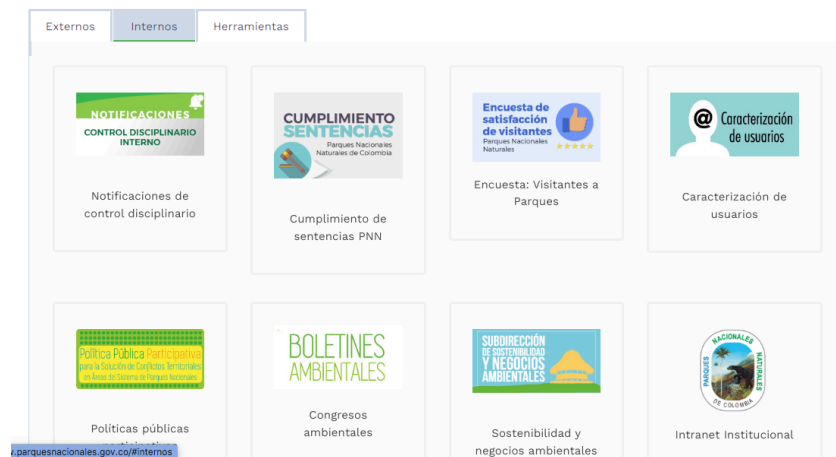 Externos
Internos
Herramientas
NOTIFICACIONES
CONTROL DISCIPLINARIO
INTERNO
Notificaciones de
control disciplinario
CUMPLIMIENTO
SENTENCIAS
Parques Nacionales
Naturales de Colombia
Cumplimiento de
sentencias PNN
Encuesta de
satisfacción
de visitantes
Parques Nacionales
Naturales
Encuesta: Visitantes a
Parques
@ Caracterización
de usuarios
Caracterización de
usuarios
Política Pública Participativa
para la Solución de Conflictos Territoriales
en Áreas del Sistema de Parques Nacionales
Políticas públicas
participativas
BOLETINES
AMBIENTALES
Congresos
ambientales
SUBDIRECCIÓN
DE SOSTENIBILIDAD
Y NEGOCIOS
AMBIENTALES
Sostenibilidad y
negocios ambientales
PARQUES NACIONALES NATURALES
DE COLOMBIA
Intranet Institucional
.parquesnacionales.gov.co/#internos